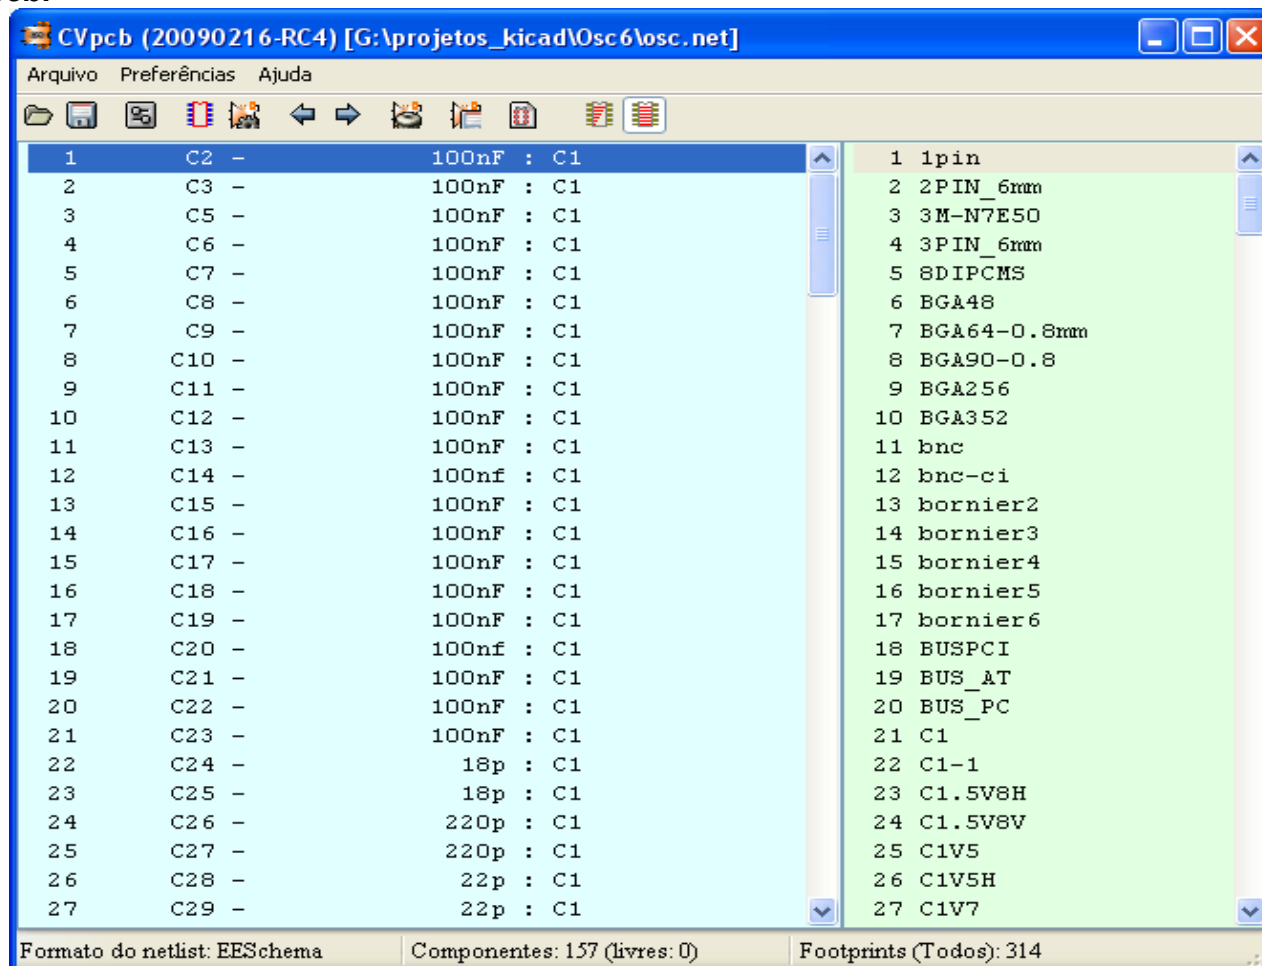 CVpcb (20090216-RC4) [G:\projetos_kicad\Osc6\osc.net]
Arquivo Preferências Ajuda
1 C2 - 100nF : C1
2 C3 - 100nF : C1
3 C5 - 100nF : C1
4 C6 - 100nF : C1
5 C7 - 100nF : C1
6 C8 - 100nF : C1
7 C9 - 100nF : C1
8 C10 - 100nF : C1
9 C11 - 100nF : C1
10 C12 - 100nF : C1
11 C13 - 100nF : C1
12 C14 - 100nf : C1
13 C15 - 100nF : C1
14 C16 - 100nF : C1
15 C17 - 100nF : C1
16 C18 - 100nF : C1
17 C19 - 100nF : C1
18 C20 - 100nf : C1
19 C21 - 100nF : C1
20 C22 - 100nF : C1
21 C23 - 100nF : C1
22 C24 - 18p : C1
23 C25 - 18p : C1
24 C26 - 220p : C1
25 C27 - 220p : C1
26 C28 - 22p : C1
27 C29 - 22p : C1
1 1pin
2 2PIN_6mm
3 3M-N7E50
4 3PIN_6mm
5 8DIPCMS
6 BGA48
7 BGA64-0.8mm
8 BGA90-0.8
9 BGA256
10 BGA352
11 bnc
12 bnc-ci
13 bornier2
14 bornier3
15 bornier4
16 bornier5
17 bornier6
18 BUSPCI
19 BUS_AT
20 BUS_PC
21 C1
22 C1-1
23 C1.5V8H
24 C1.5V8V
25 C1V5
26 C1V5H
27 C1V7
Formato do netlist: EESchema
Componentes: 157 (livres: 0)
Footprints (Todos): 314